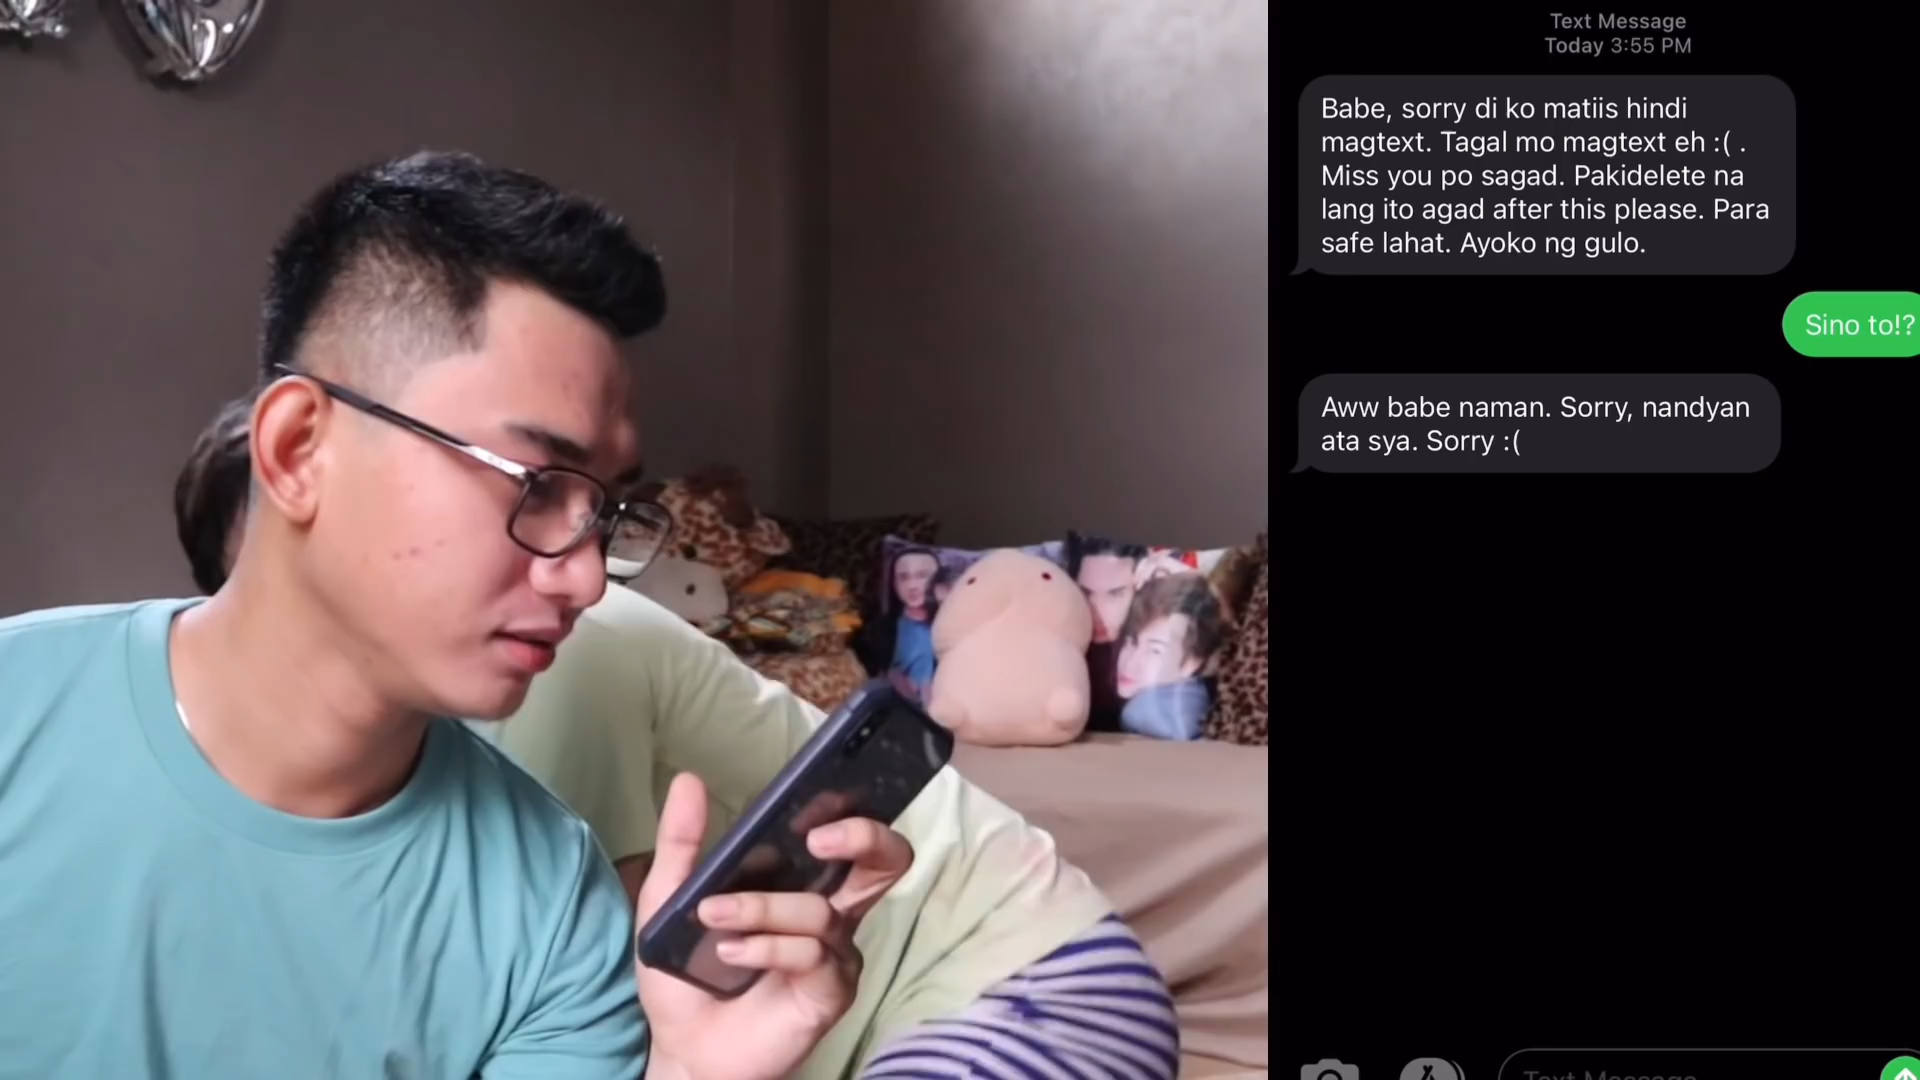 Text Message
Today 3:55 PM
Babe, sorry di ko matiis hindi
magtext. Tagal mo magtext eh :( .
Miss you po sagad. Pakidelete na
lang ito agad after this please. Para
safe lahat. Ayoko ng gulo.
Sino to!?
Aww babe naman. Sorry, nandyan
ata sya. Sorry :(
Text Message